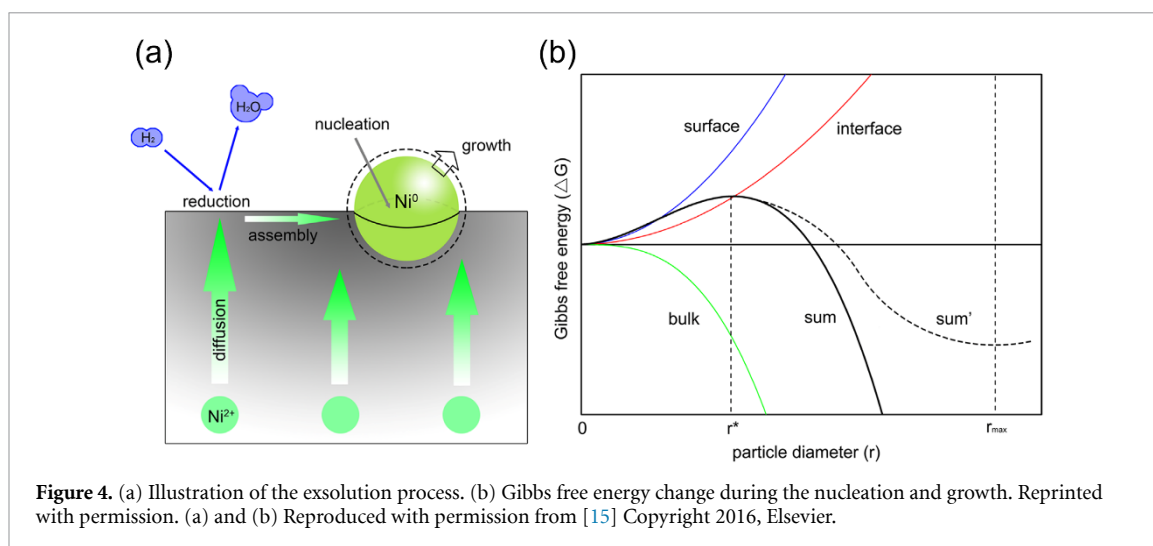 (a)
H₂O
H₂
nucleation
growth
reduction
Ni⁰
assembly
diffusion
Ni²⁺
(b)
Gibbs free energy (△G)
surface
interface
bulk
sum
sum'
0
r*
rₘₐₓ
particle diameter (r)
Figure 4. (a) Illustration of the exsolution process. (b) Gibbs free energy change during the nucleation and growth. Reprinted
with permission. (a) and (b) Reproduced with permission from [15] Copyright 2016, Elsevier.